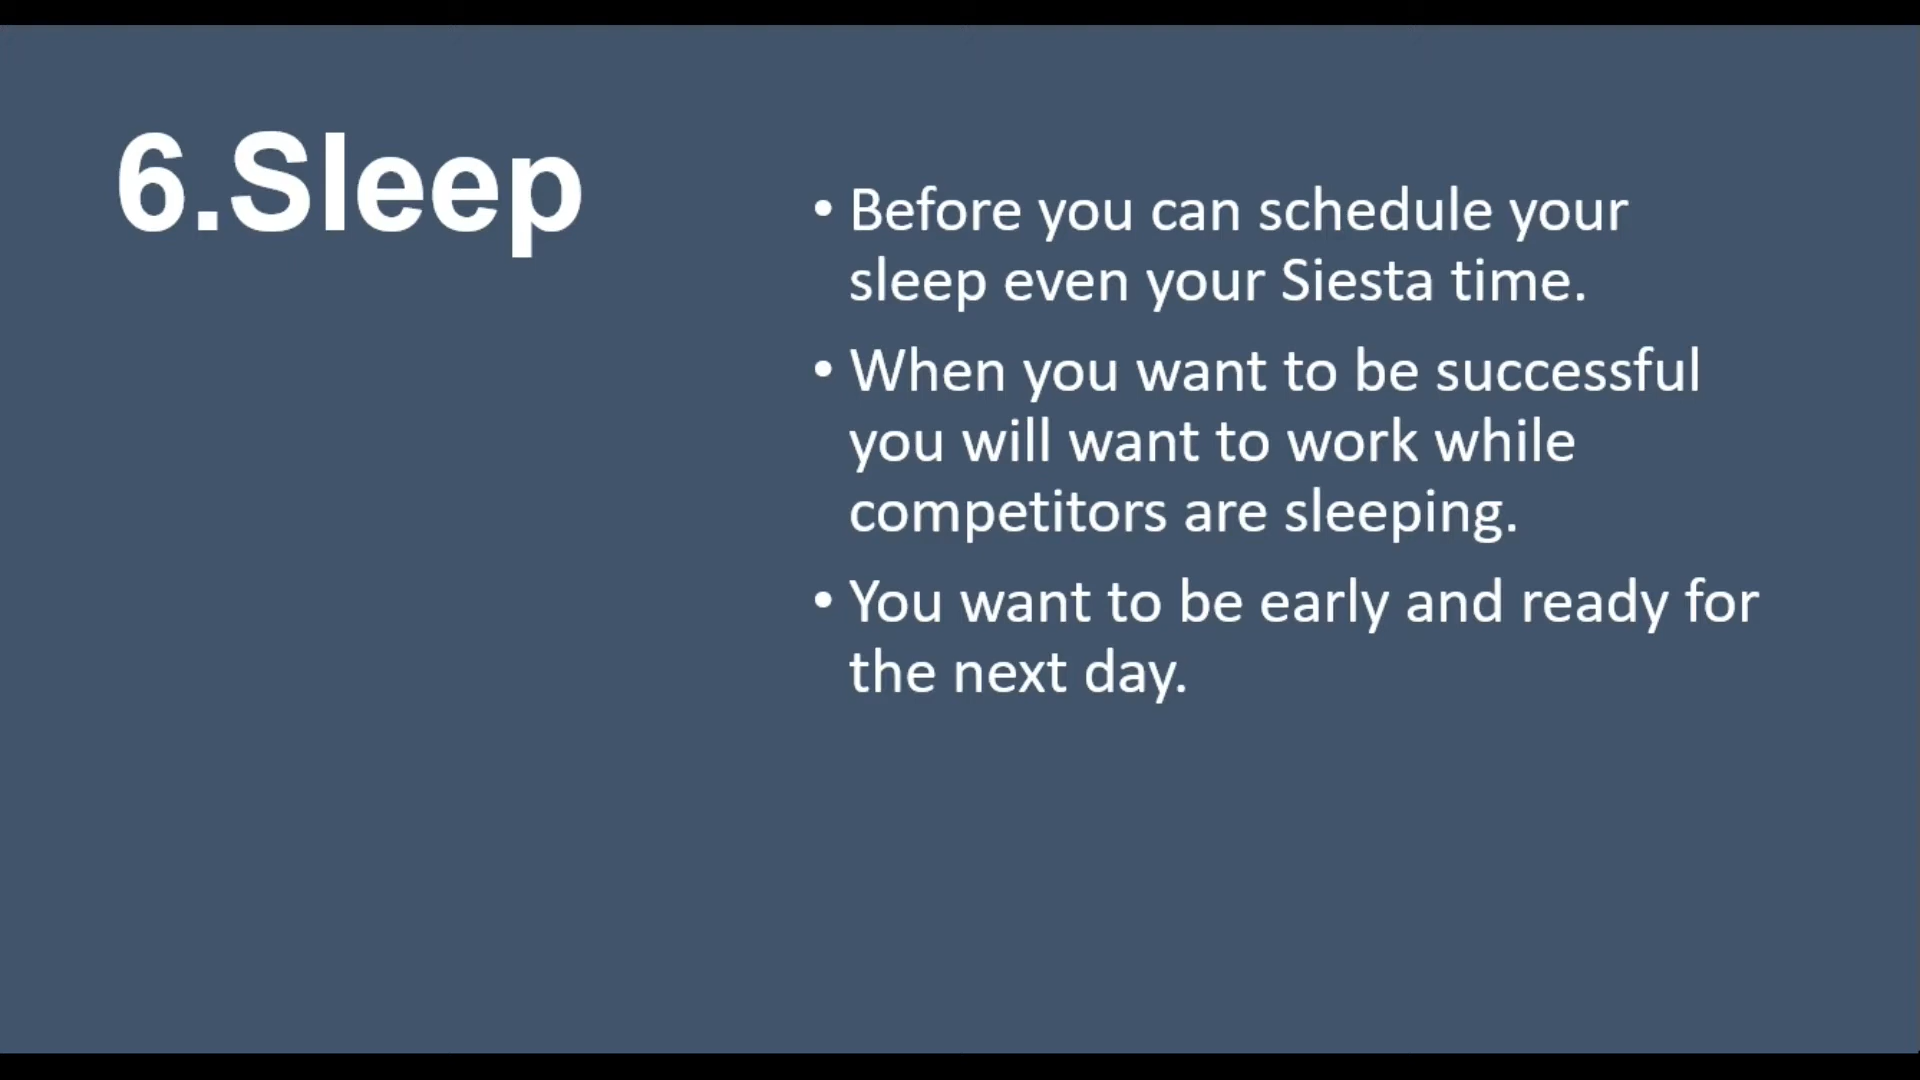 6.Sleep
• Before you can schedule your
sleep even your Siesta time.
• When you want to be successful
you will want to work while
competitors are sleeping.
• You want to be early and ready for
the next day.